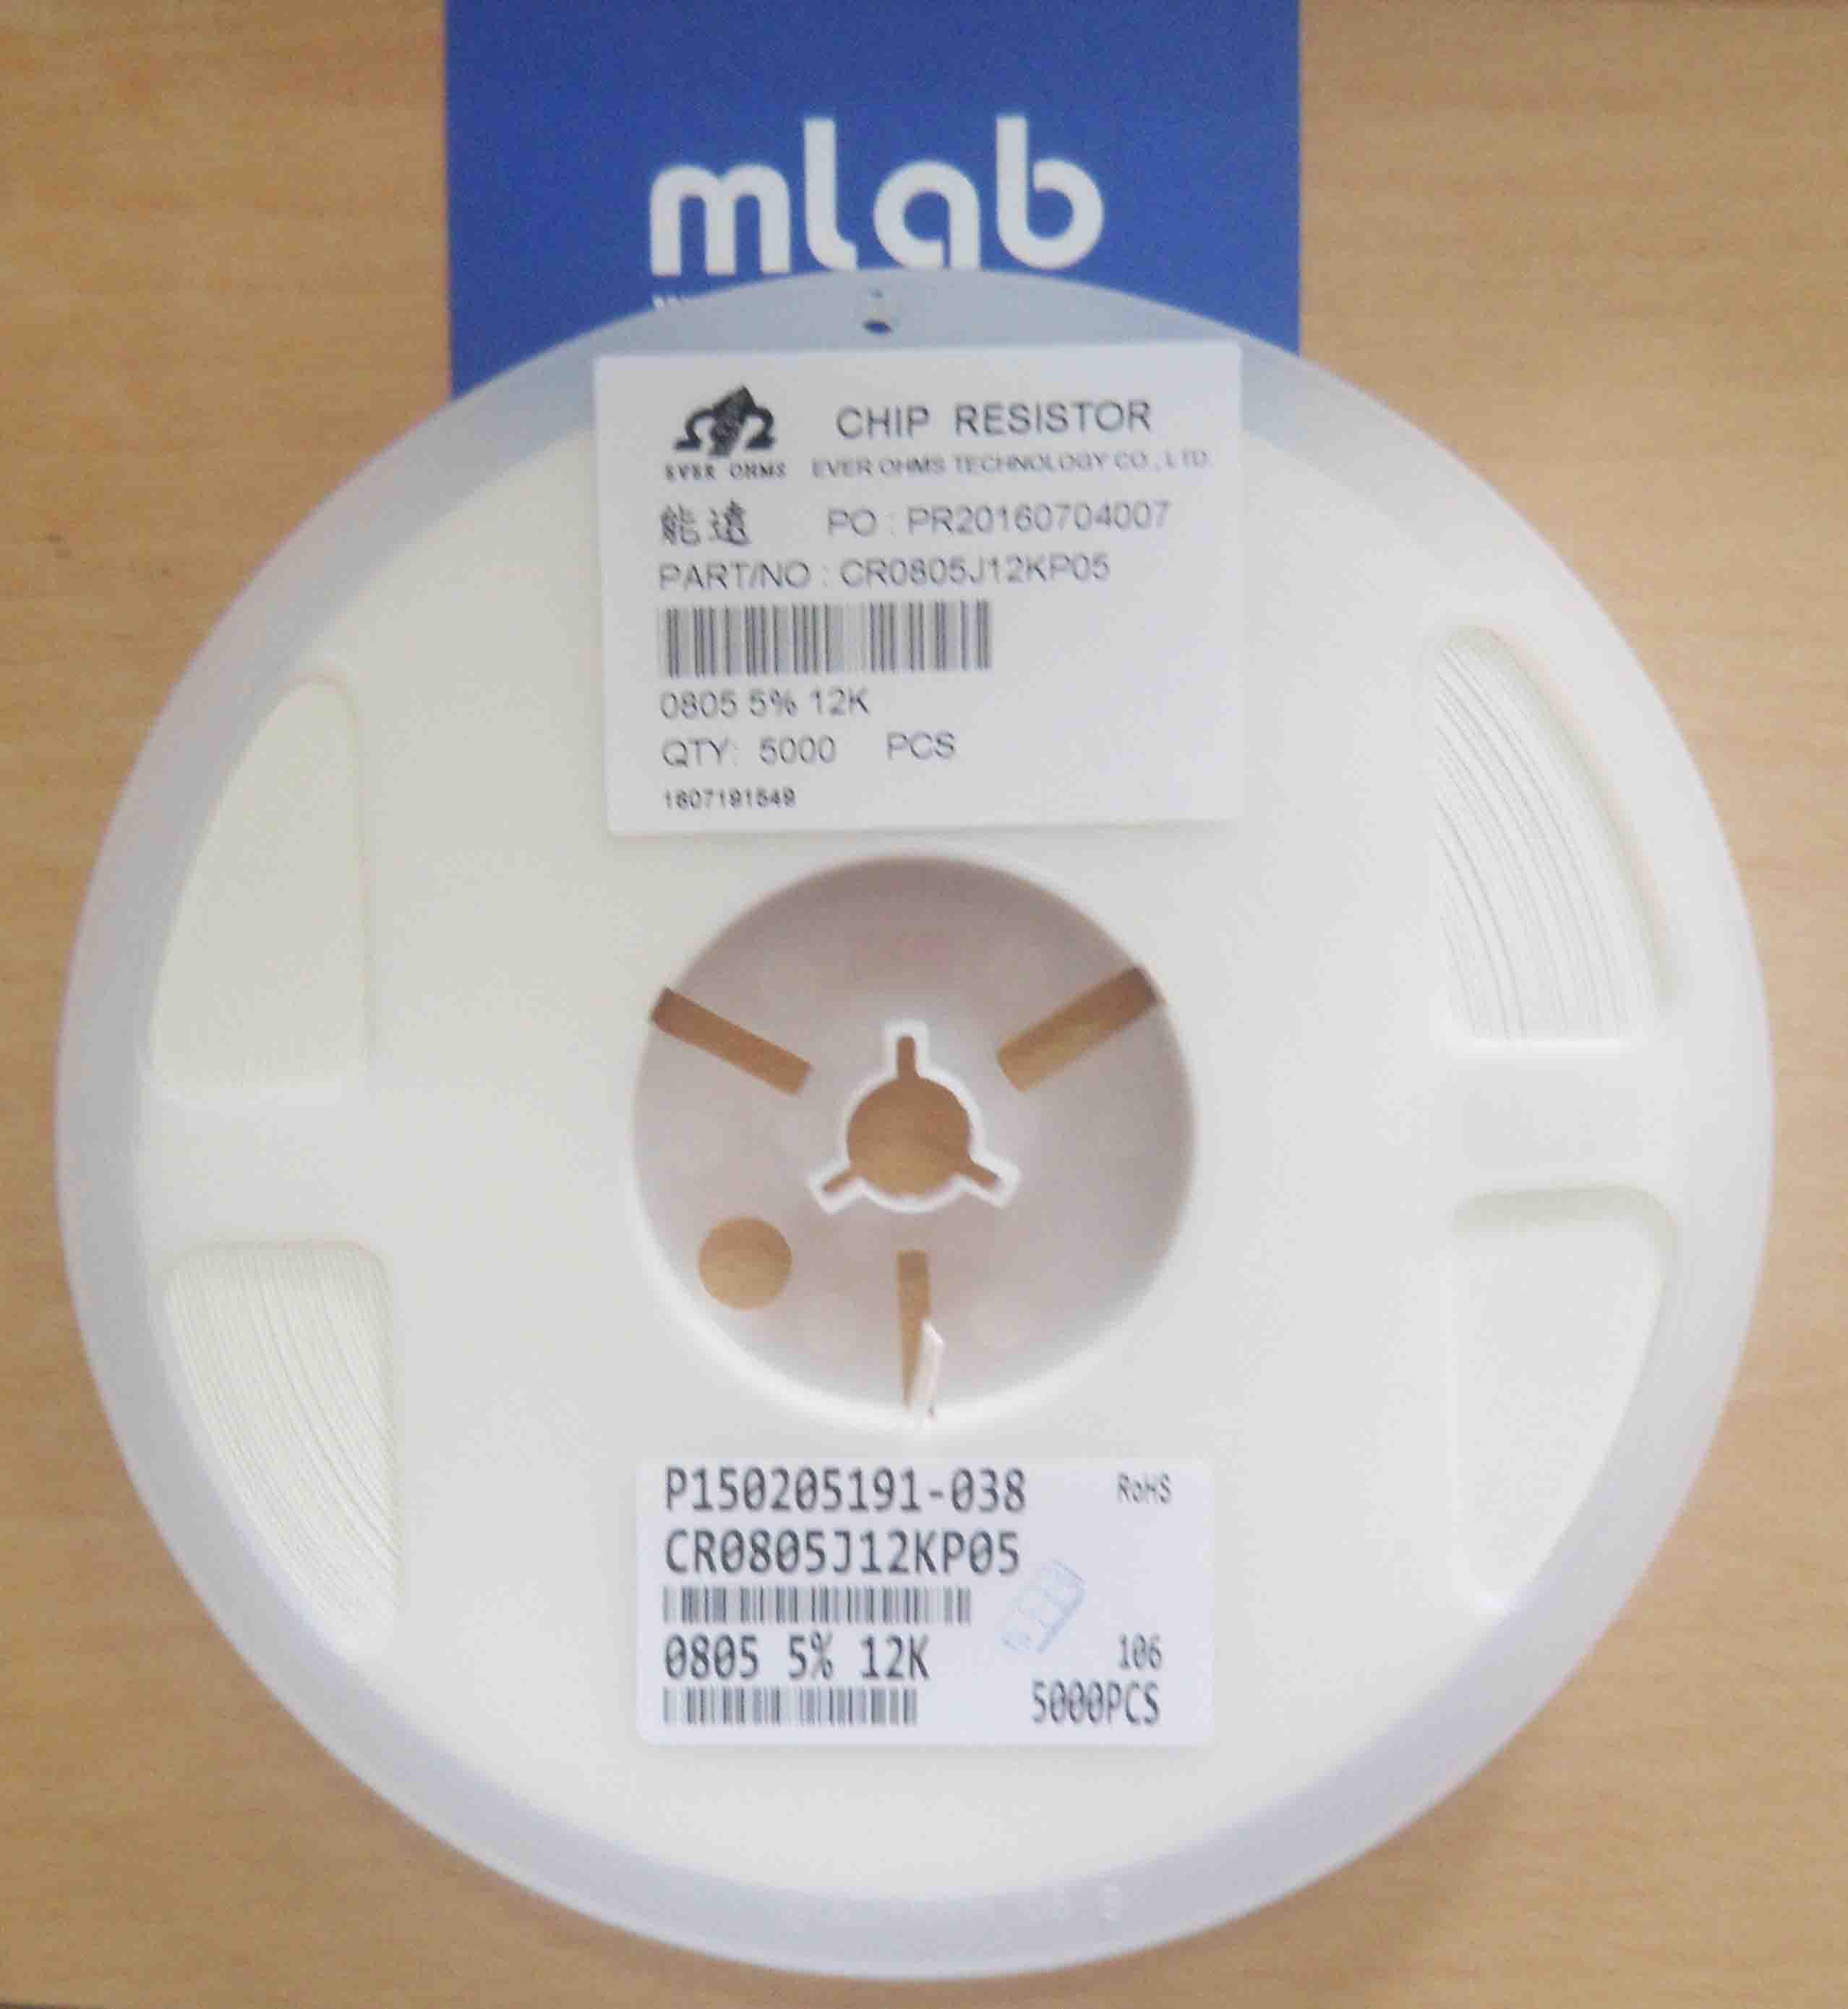 mlab
CHIP RESISTOR
EVER OHMS EVER OHMS TECHNOLOGY CO., LTD.
能遠 PO : PR20160704007
PART/NO : CR0805J12KP05
0805 5% 12K
QTY: 5000 PCS
1607191549
P150205191-038 RoHS
CR0805J12KP05
0805 5% 12K 106
5000PCS